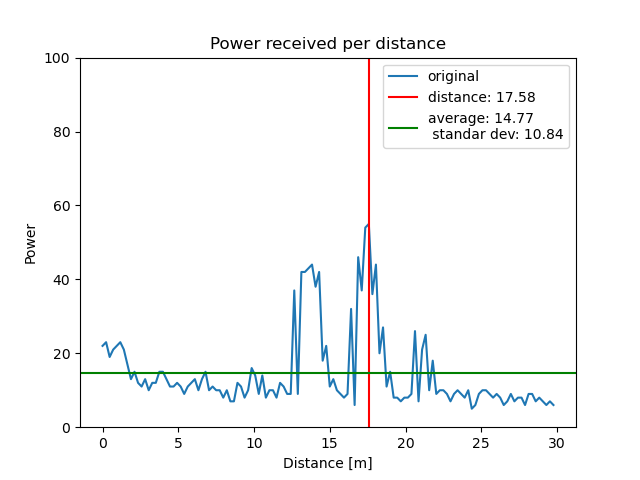 Power received per distance
original
distance: 17.58
average: 14.77
standar dev: 10.84
100
80
60
40
20
0
Power
0 5 10 15 20 25 30
Distance [m]